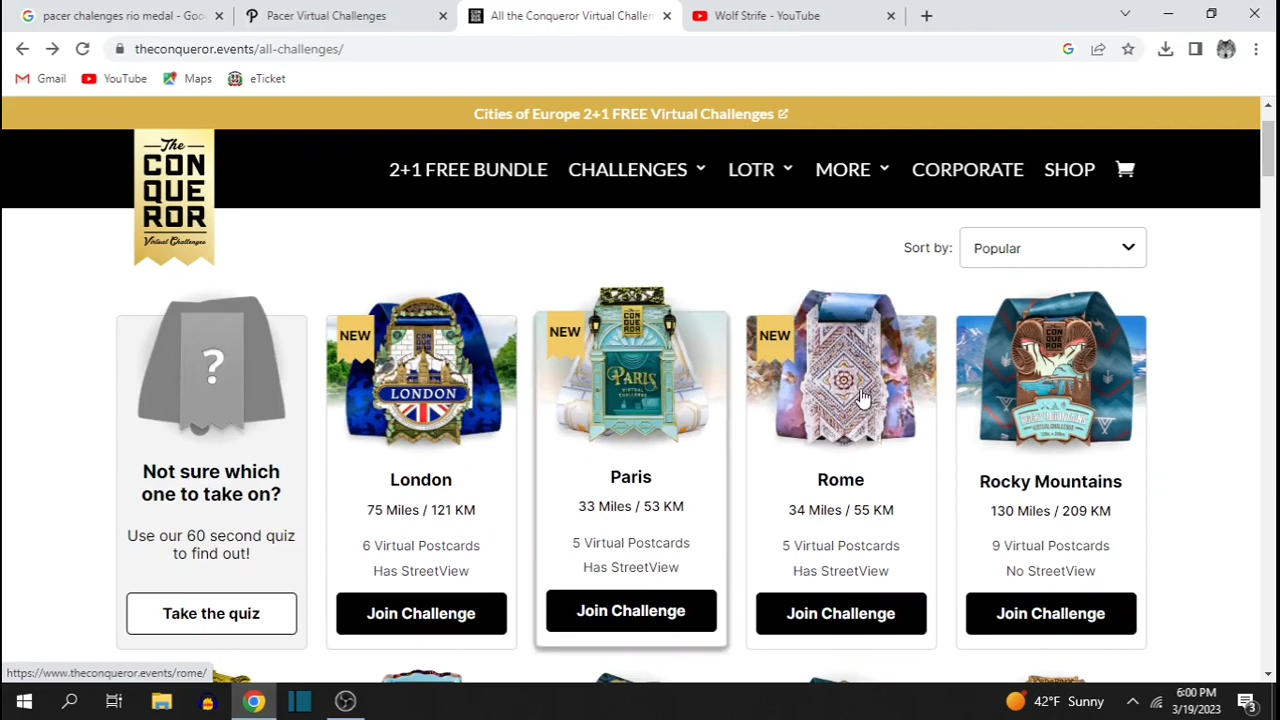 pacer chalenges rio medal - Goo
Pacer Virtual Challenges
All the Conqueror Virtual Challen
Wolf Strife - YouTube
theconqueror.events/all-challenges/
Gmail
YouTube
Maps
eTicket
Cities of Europe 2+1 FREE Virtual Challenges
The
CON
QUE
ROR
Virtual Challenges
2+1 FREE BUNDLE
CHALLENGES
LOTR
MORE
CORPORATE
SHOP
Sort by:
Popular
?
Not sure which
one to take on?
Use our 60 second quiz
to find out!
Take the quiz
NEW
LONDON
London
75 Miles / 121 KM
6 Virtual Postcards
Has StreetView
Join Challenge
NEW
PARIS
VIRTUAL
CHALLENGE
Paris
33 Miles / 53 KM
5 Virtual Postcards
Has StreetView
Join Challenge
NEW
Rome
34 Miles / 55 KM
5 Virtual Postcards
Has StreetView
Join Challenge
ROCKY MOUNTAINS
VIRTUAL CHALLENGE
Rocky Mountains
130 Miles / 209 KM
9 Virtual Postcards
No StreetView
Join Challenge
https://www.theconqueror.events/rome/
42°F Sunny
6:00 PM
3/19/2023
3